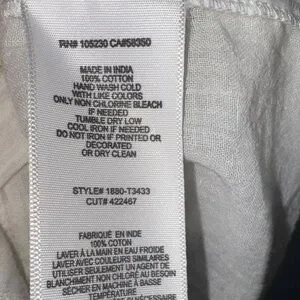 RN# 105230 CA#58350
MADE IN INDIA
100% COTTON
HAND WASH COLD
WITH LIKE COLORS
ONLY NON CHLORINE BLEACH
IF NEEDED
TUMBLE DRY LOW
COOL IRON IF NEEDED
DO NOT IRON IF PRINTED OR
DECORATED
OR DRY CLEAN
STYLE# 1880-T3433
CUT# 422467
FABRIQUÉ EN INDE
100% COTON
LAVER À LA MAIN EN EAU FROIDE
LAVER AVEC COULEURS SIMILAIRES
UTILISER SEULEMENT UN AGENT DE
BLANCHIMENT NON CHLORÉ AU BESOIN
SÉCHER EN MACHINE À BASSE
TEMPÉRATURE